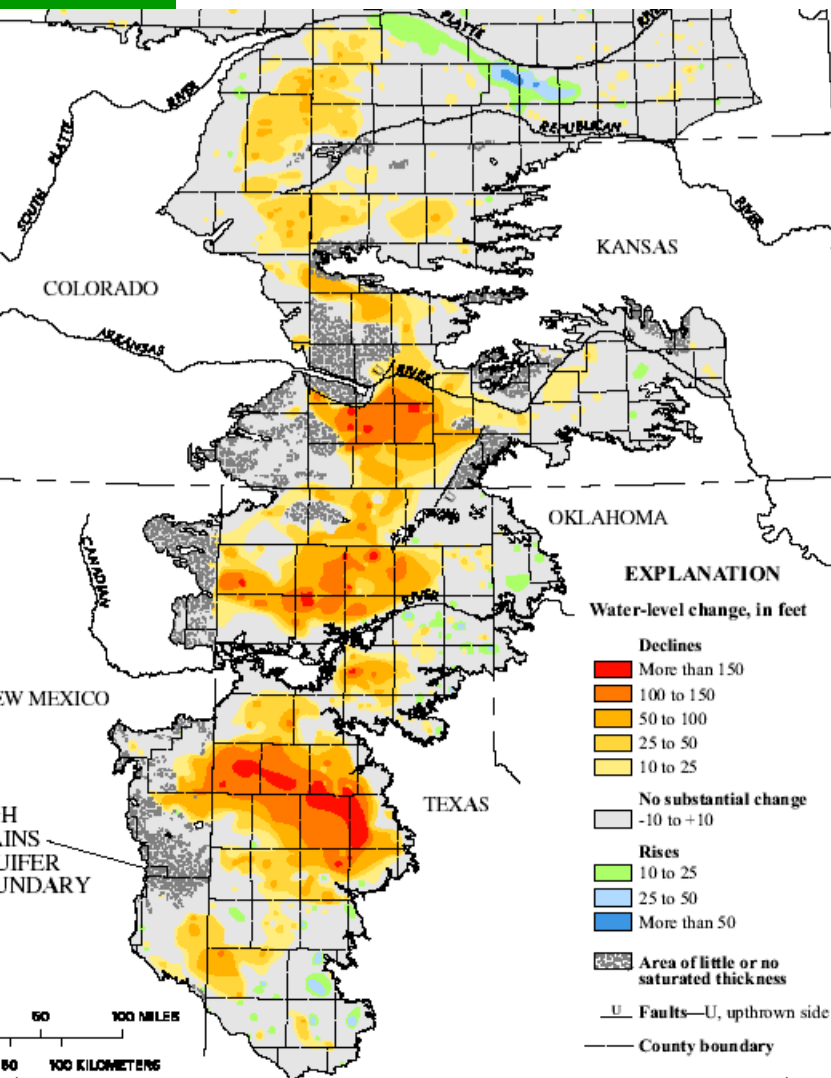 PLATTE
RIVER
RIVER
SOUTH PLATTE
REPUBLICAN
RIVER
KANSAS
COLORADO
ARKANSAS
U
RIVER
U
OKLAHOMA
CANADIAN
RIVER
EW MEXICO
TEXAS
H
AINS
UIFER
UNDARY
50 100 MILES
50 100 KILOMETERS
EXPLANATION
Water-level change, in feet
Declines
More than 150
100 to 150
50 to 100
25 to 50
10 to 25
No substantial change
-10 to +10
Rises
10 to 25
25 to 50
More than 50
Area of little or no
saturated thickness
U Faults—U, upthrown side
County boundary